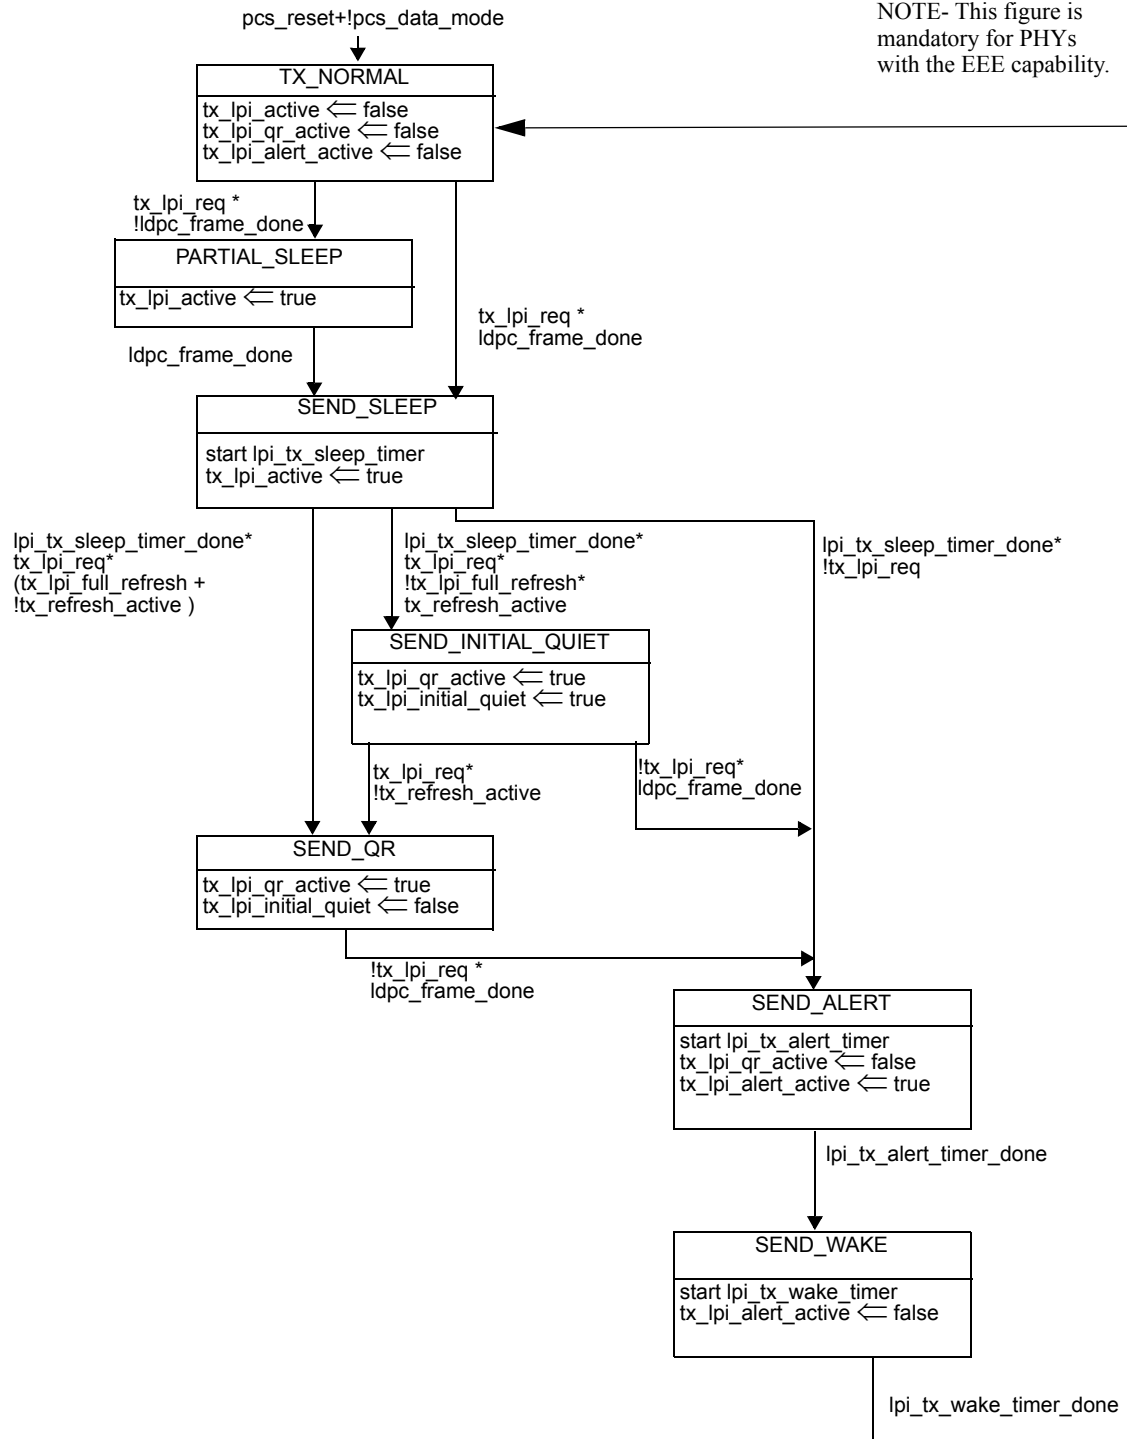 pcs_reset+!pcs_data_mode
NOTE- This figure is
mandatory for PHYs
with the EEE capability.
TX_NORMAL
tx_lpi_active ⇐ false
tx_lpi_qr_active ⇐ false
tx_lpi_alert_active ⇐ false
tx_lpi_req *
!ldpc_frame_done
PARTIAL_SLEEP
tx_lpi_active ⇐ true
tx_lpi_req *
ldpc_frame_done
ldpc_frame_done
SEND_SLEEP
start lpi_tx_sleep_timer
tx_lpi_active ⇐ true
lpi_tx_sleep_timer_done*
tx_lpi_req*
(tx_lpi_full_refresh +
!tx_refresh_active )
lpi_tx_sleep_timer_done*
tx_lpi_req*
!tx_lpi_full_refresh*
tx_refresh_active
lpi_tx_sleep_timer_done*
!tx_lpi_req
SEND_INITIAL_QUIET
tx_lpi_qr_active ⇐ true
tx_lpi_initial_quiet ⇐ true
tx_lpi_req*
!tx_refresh_active
!tx_lpi_req*
ldpc_frame_done
SEND_QR
tx_lpi_qr_active ⇐ true
tx_lpi_initial_quiet ⇐ false
!tx_lpi_req *
ldpc_frame_done
SEND_ALERT
start lpi_tx_alert_timer
tx_lpi_qr_active ⇐ false
tx_lpi_alert_active ⇐ true
lpi_tx_alert_timer_done
SEND_WAKE
start lpi_tx_wake_timer
tx_lpi_alert_active ⇐ false
lpi_tx_wake_timer_done